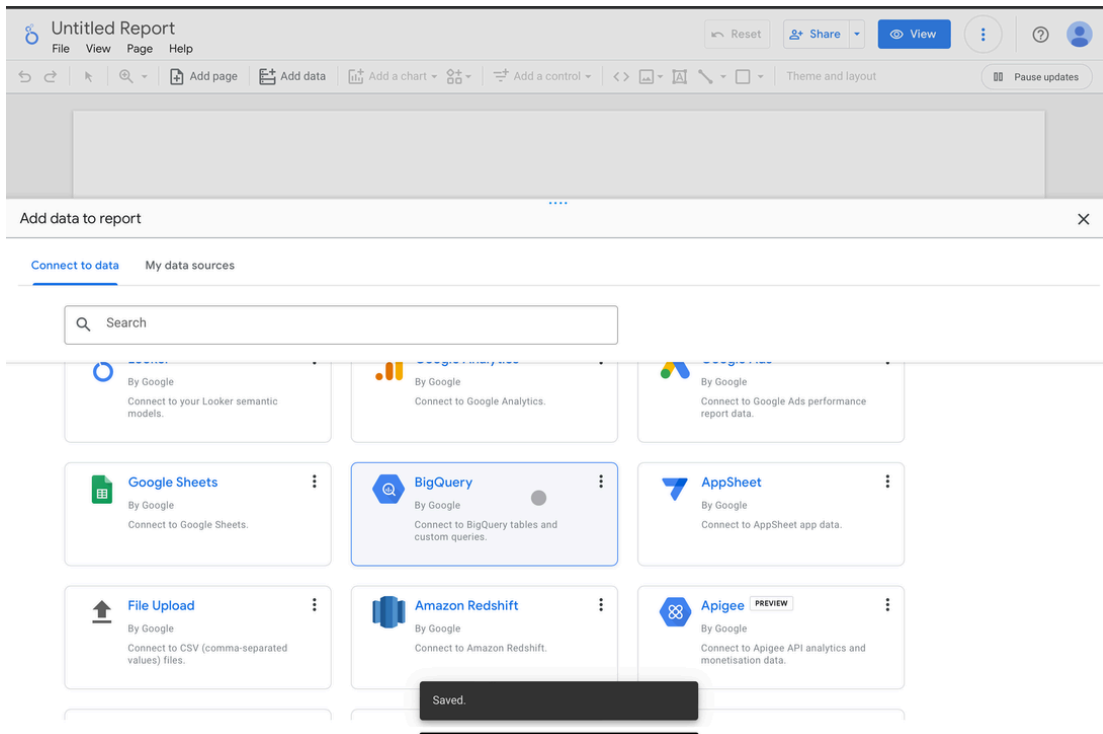 Untitled Report
File View Page Help
Reset
Share
View
Add page
Add data
Add a chart
Add a control
Theme and layout
Pause updates
Add data to report
Connect to data
My data sources
Search
Looker
By Google
Connect to your Looker semantic
models.
Google Analytics
By Google
Connect to Google Analytics.
Google Ads
By Google
Connect to Google Ads performance
report data.
Google Sheets
By Google
Connect to Google Sheets.
BigQuery
By Google
Connect to BigQuery tables and
custom queries.
AppSheet
By Google
Connect to AppSheet app data.
File Upload
By Google
Connect to CSV (comma-separated
values) files.
Amazon Redshift
By Google
Connect to Amazon Redshift.
Apigee PREVIEW
By Google
Connect to Apigee API analytics and
monetisation data.
Saved.